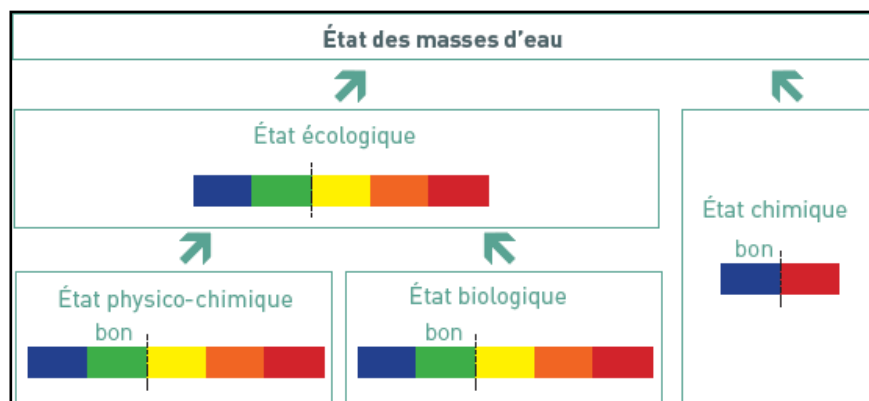 État des masses d'eau
État écologique
État chimique
bon
État physico-chimique
bon
État biologique
bon